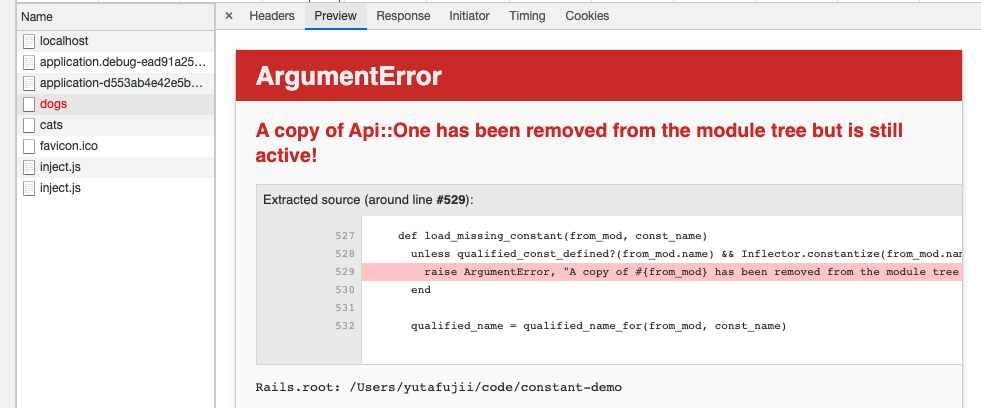 Name
localhost
application.debug-ead91a25...
application-d553ab4e42e5b...
dogs
cats
favicon.ico
inject.js
inject.js
× Headers Preview Response Initiator Timing Cookies
ArgumentError
A copy of Api::One has been removed from the module tree but is still
active!
Extracted source (around line #529):
527 def load_missing_constant(from_mod, const_name)
528 unless qualified_const_defined?(from_mod.name) && Inflector.constantize(from_mod.nam
529 raise ArgumentError, "A copy of #{from_mod} has been removed from the module tree
530 end
531
532 qualified_name = qualified_name_for(from_mod, const_name)
Rails.root: /Users/yutafujii/code/constant-demo